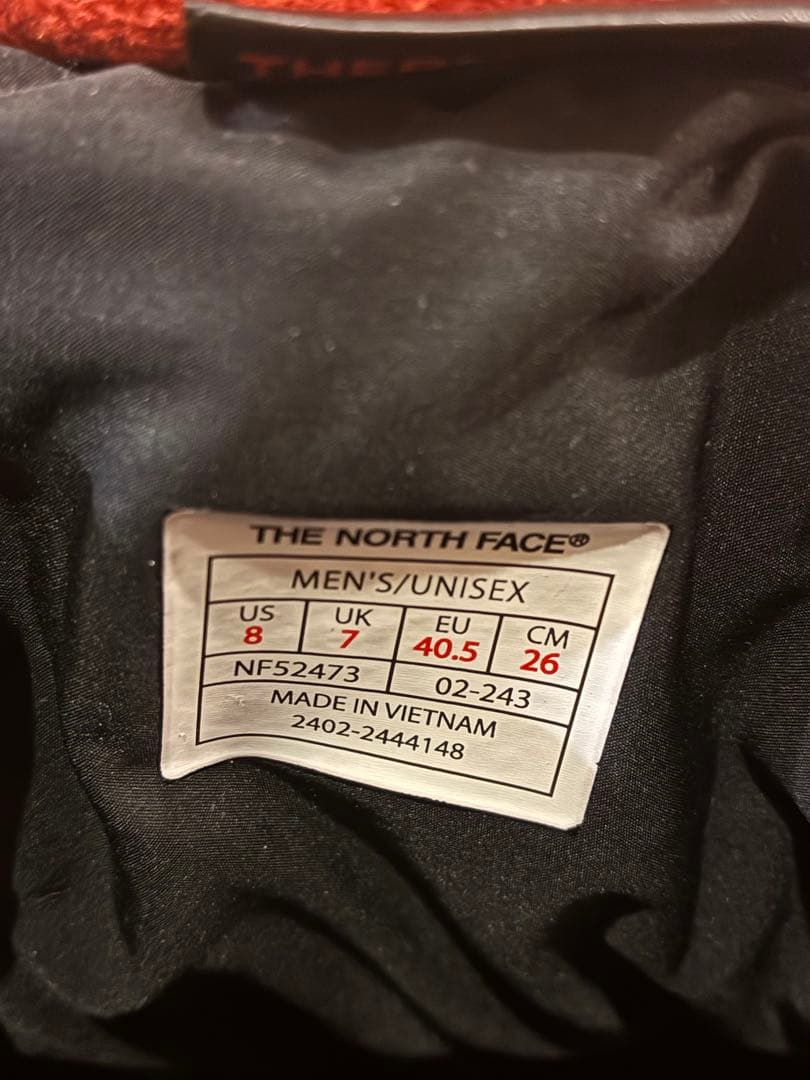 THE NORTH FACE®
MEN'S/UNISEX
US UK EU CM
8 7 40.5 26
NF52473 02-243
MADE IN VIETNAM
2402-2444148